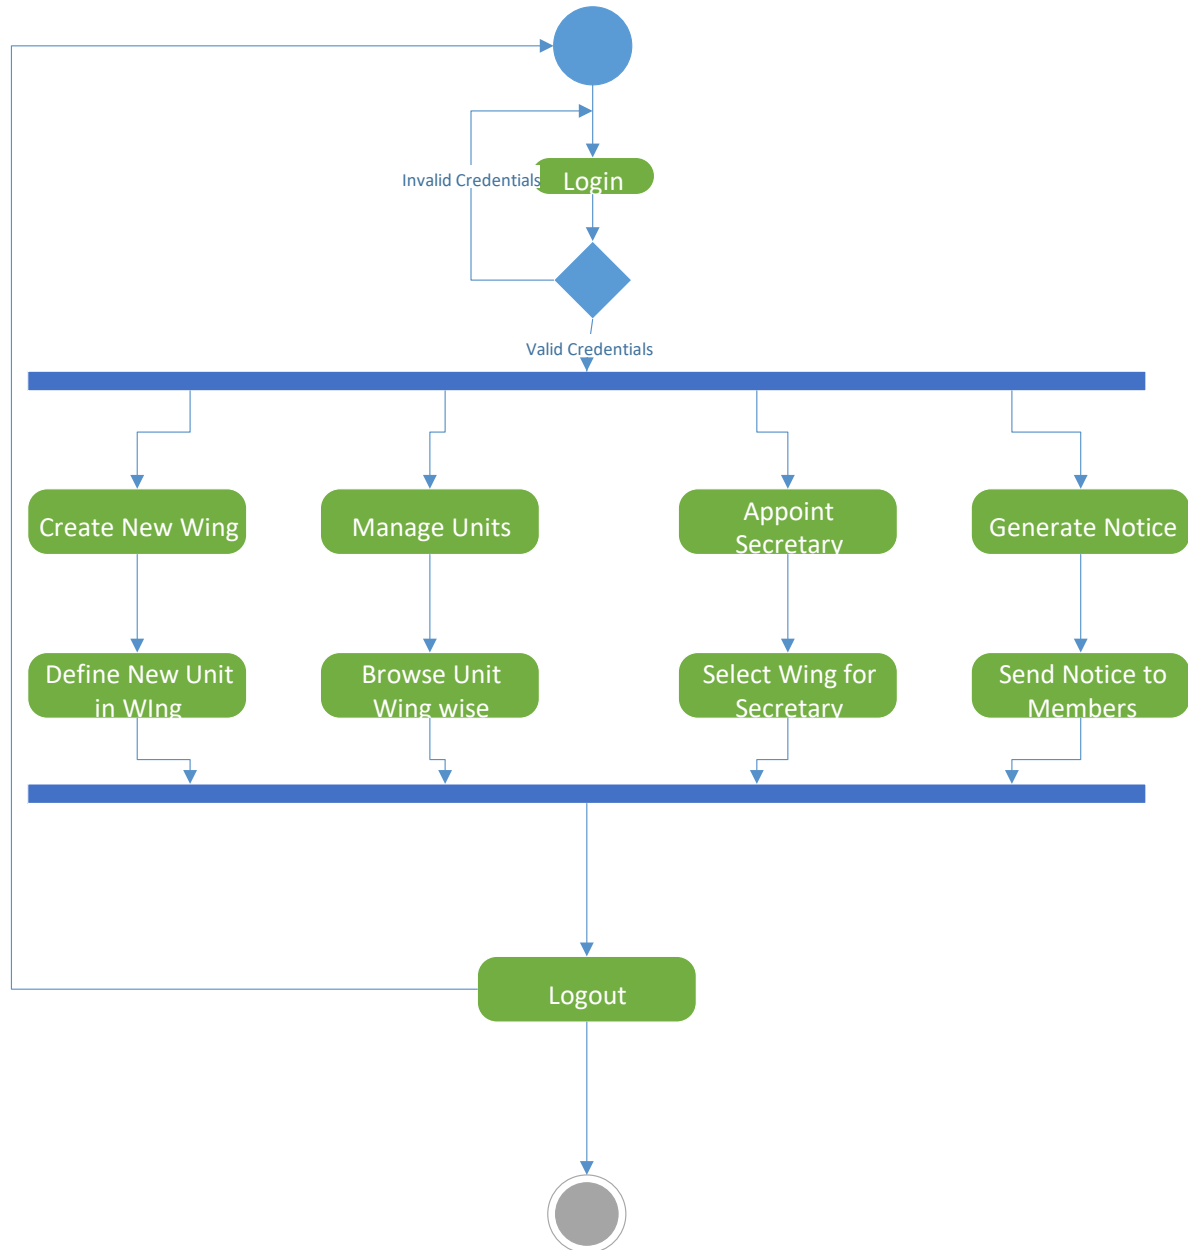 Login
Invalid Credentials
Valid Credentials
Create New Wing
Manage Units
Appoint
Secretary
Generate Notice
Define New Unit
in WIng
Browse Unit
Wing wise
Select Wing for
Secretary
Send Notice to
Members
Logout